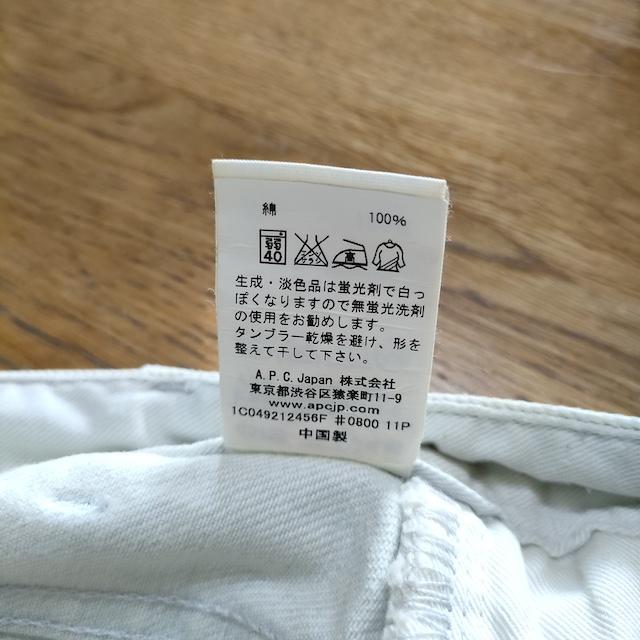 綿 100%
弱 40 高
生成・淡色品は蛍光剤で白っ
ぽくなりますので無蛍光洗剤
の使用をお勧めします。
タンブラー乾燥を避け、形を
整えて干して下さい。
A.P.C.Japan 株式会社
東京都渋谷区猿楽町11-9
www.apcjp.com
1C049212456F #0800 11P
中国製